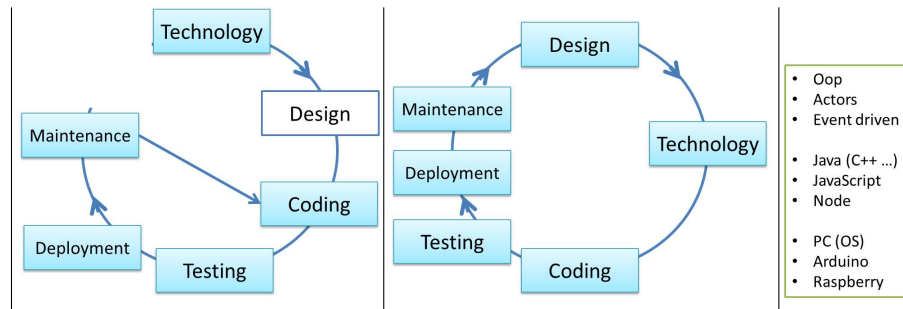 Technology
Design
Maintenance
Coding
Deployment
Testing
Design
Maintenance
Technology
Deployment
Testing
Coding
• Oop
• Actors
• Event driven
• Java (C++ ...)
• JavaScript
• Node
• PC (OS)
• Arduino
• Raspberry